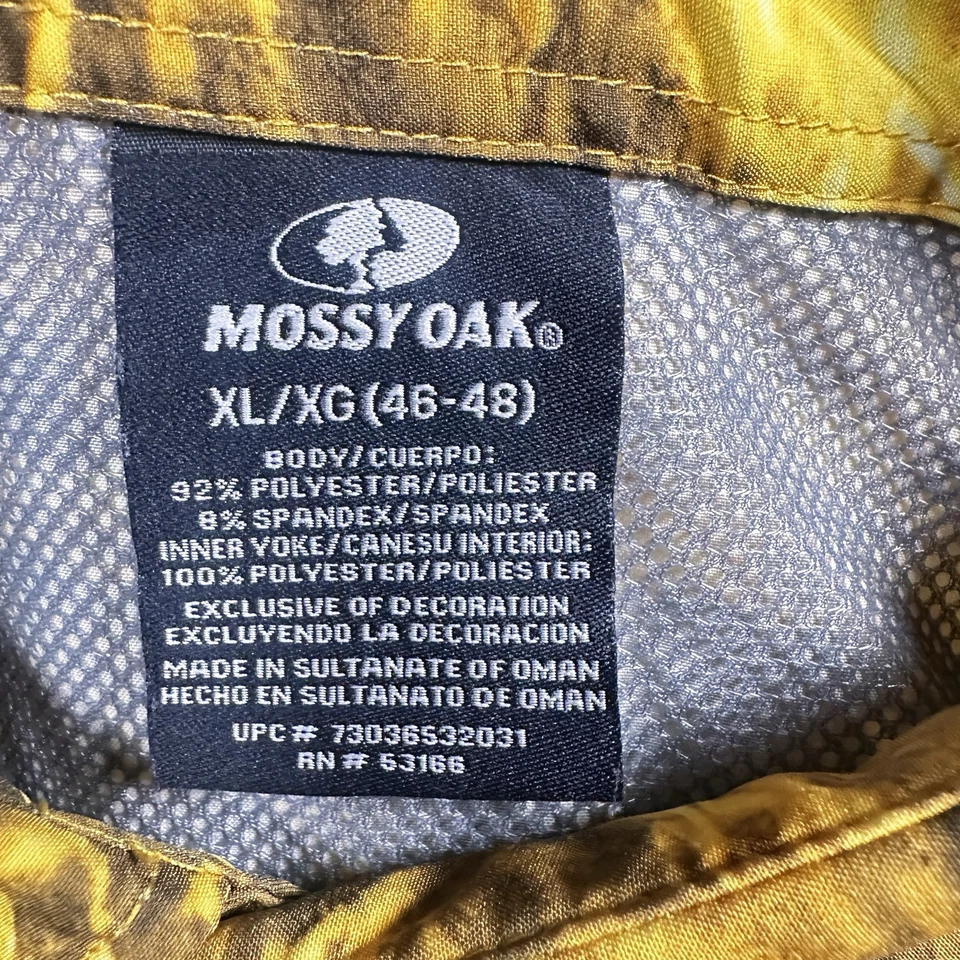 MOSSY OAK®
XL/XG (46-48)
BODY/CUERPO:
92% POLYESTER/POLIESTER
8% SPANDEX/SPANDEX
INNER YOKE/CANESU INTERIOR:
100% POLYESTER/POLIESTER
EXCLUSIVE OF DECORATION
EXCLUYENDO LA DECORACION
MADE IN SULTANATE OF OMAN
HECHO EN SULTANATO DE OMAN
UPC # 73036532031
RN # 53166